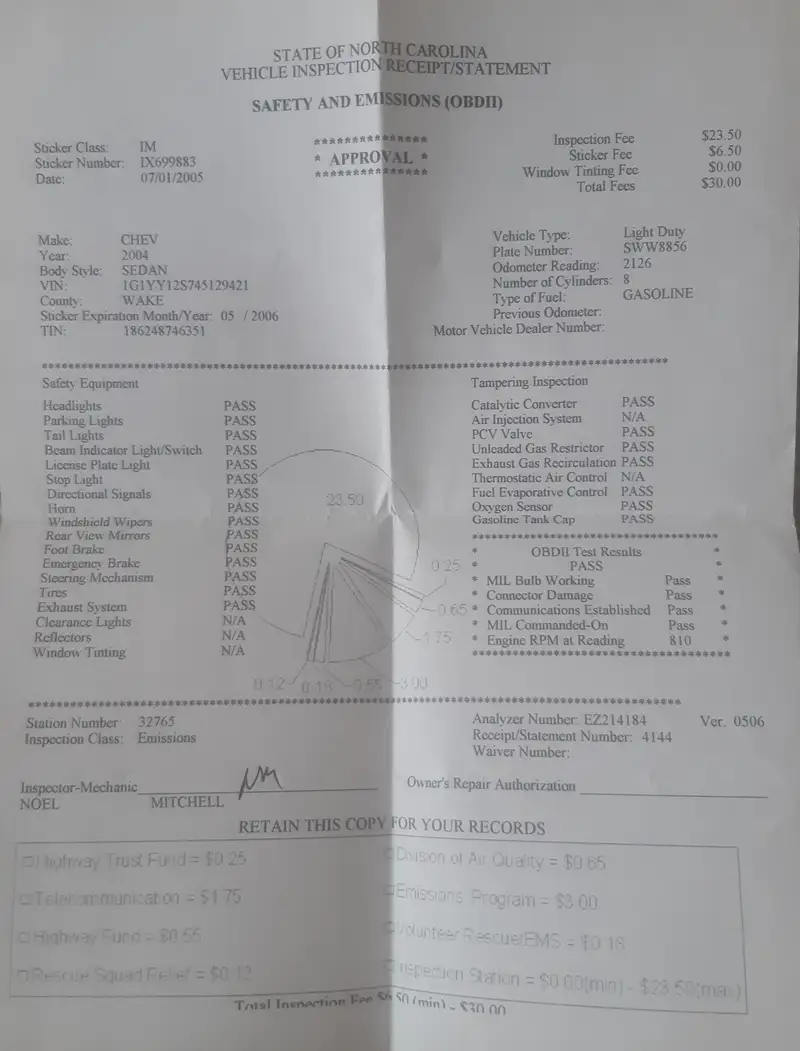 STATE OF NORTH CAROLINA
VEHICLE INSPECTION RECEIPT/STATEMENT
SAFETY AND EMISSIONS (OBDII)
Sticker Class: IM
Sticker Number: IX699883
Date: 07/01/2005
**************
* APPROVAL *
**************
Inspection Fee $23.50
Sticker Fee $6.50
Window Tinting Fee $0.00
Total Fees $30.00
Make: CHEV
Year: 2004
Body Style: SEDAN
VIN: 1G1YY12S745129421
County: WAKE
Sticker Expiration Month/Year: 05 / 2006
TIN: 186248746351
Vehicle Type: Light Duty
Plate Number: SWW8856
Odometer Reading: 2126
Number of Cylinders: 8
Type of Fuel: GASOLINE
Previous Odometer:
Motor Vehicle Dealer Number:
Safety Equipment
Headlights PASS
Parking Lights PASS
Tail Lights PASS
Beam Indicator Light/Switch PASS
License Plate Light PASS
Stop Light PASS
Directional Signals PASS
Horn PASS
Windshield Wipers PASS
Rear View Mirrors PASS
Foot Brake PASS
Emergency Brake PASS
Steering Mechanism PASS
Tires PASS
Exhaust System PASS
Clearance Lights N/A
Reflectors N/A
Window Tinting N/A
23.50
0.25
0.65
1.75
3.00
0.55
0.18
0.12
Tampering Inspection
Catalytic Converter PASS
Air Injection System N/A
PCV Valve PASS
Unleaded Gas Restrictor PASS
Exhaust Gas Recirculation PASS
Thermostatic Air Control N/A
Fuel Evaporative Control PASS
Oxygen Sensor PASS
Gasoline Tank Cap PASS
* OBDII Test Results *
* PASS *
* MIL Bulb Working Pass *
* Connector Damage Pass *
* Communications Established Pass *
* MIL Commanded-On Pass *
* Engine RPM at Reading 810 *
Station Number 32765
Inspection Class: Emissions
Analyzer Number: EZ214184 Ver. 0506
Receipt/Statement Number: 4144
Waiver Number:
Inspector-Mechanic
NOEL MITCHELL
Owner's Repair Authorization
RETAIN THIS COPY FOR YOUR RECORDS
Highway Trust Fund = $0.25
Division of Air Quality = $0.65
Telecommunication = $1.75
Emissions Program = $3.00
Highway Fund = $0.55
Volunteer Rescue/EMS = $0.18
Rescue Squad Relief = $0.12
Inspection Station = $0.00(min) - $23.50(max)
Total Inspection Fee $6.50 (min) - $30.00